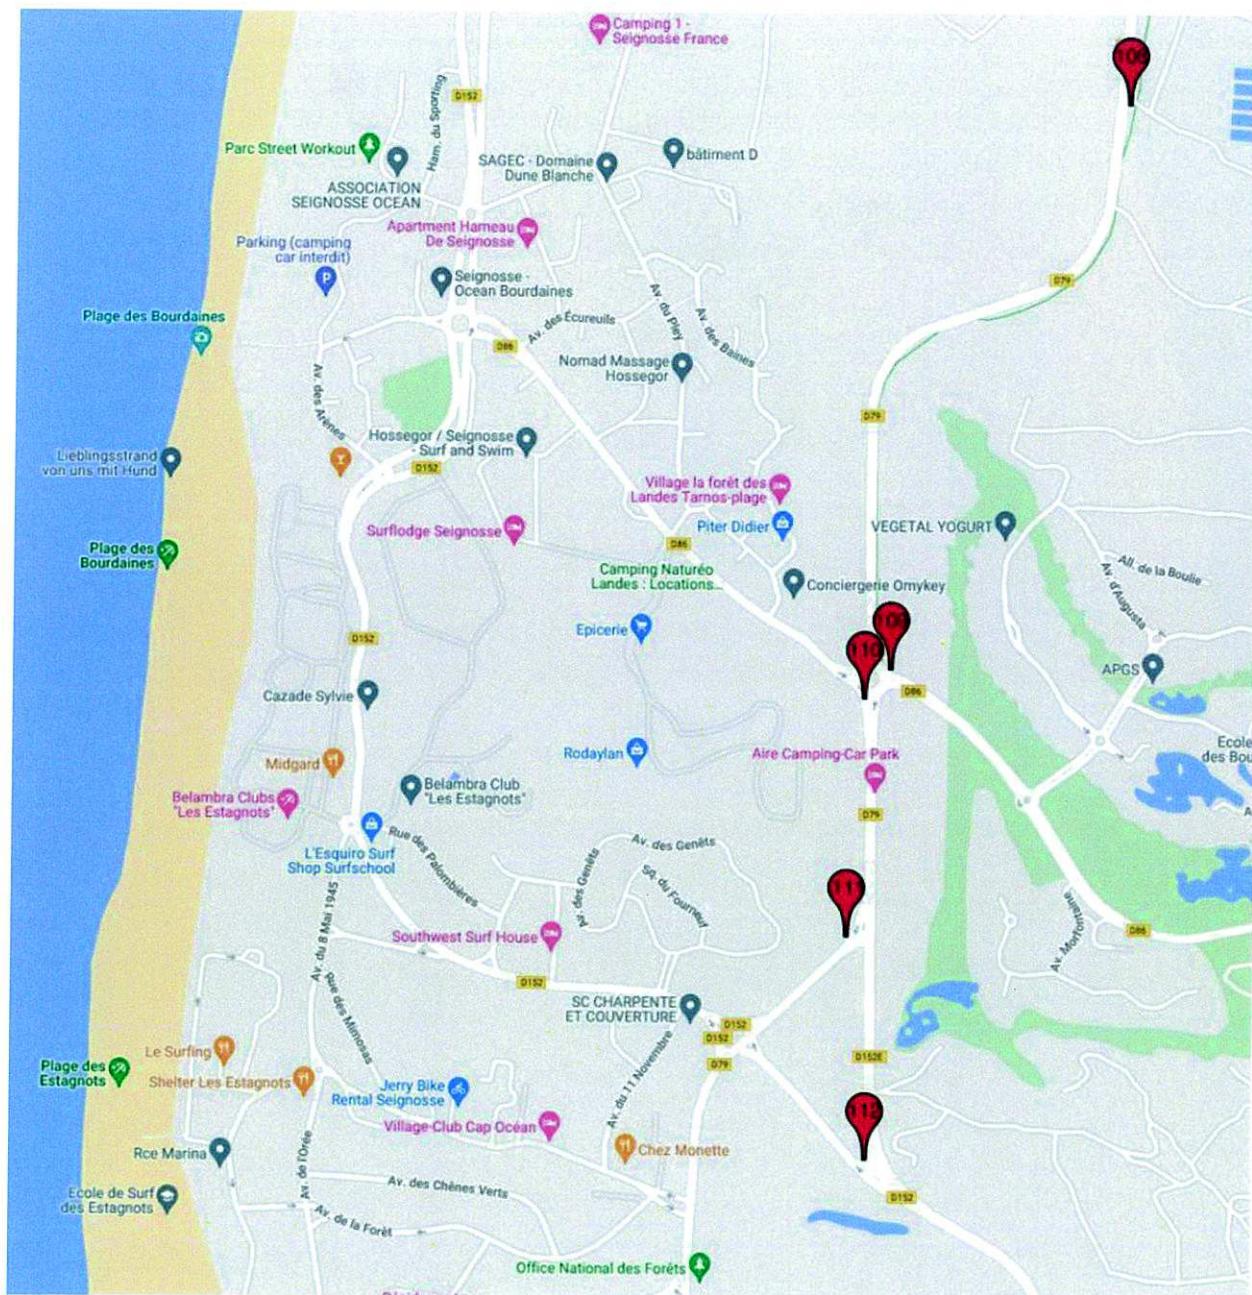 Camping 1 -
Seignosse France
D152
Ham. du Sporting
Parc Street Workout
ASSOCIATION
SEIGNOSSE OCEAN
SAGEC - Domaine
Dune Blanche
bâtiment D
Apartment Hameau
De Seignosse
Parking (camping
car interdit)
Seignosse -
Ocean Bourdaines
D79
Plage des Bourdaines
Av. des Écureuils
Av. du Pley
Av. des Baines
D86
Nomad Massage
Hossegor
Av. des Arènes
D79
Hossegor / Seignosse
- Surf and Swim
D152
Lieblingsstrand
von uns mit Hund
Village la forêt des
Landes Tarnos-plage
Surflodge Seignosse
Piter Didier
VEGETAL YOGURT
D86
Plage des
Bourdaines
Camping Naturéo
Landes : Locations...
Conciergerie Omykey
All. de la Boulie
Av. d'Augusta
Epicerie
109
D152
110
APGS
Cazade Sylvie
D86
Rodaylan
Aire Camping-Car Park
Ecole
des Bou
Midgard
Belambra Clubs
"Les Estagnots"
Belambra Club
"Les Estagnots"
D79
L'Esquiro Surf
Shop Surfschool
Rue des Palombières
Av. des Genêts
Av. des Genêts
Sq. du Fourneuf
111
Av. du 8 Mai 1945
Southwest Surf House
D86
Av. Morfontaine
D152
Rue des Mimosas
SC CHARPENTE
ET COUVERTURE
D152
D152
D79
D152E
Le Surfing
Plage des
Estagnots
Shelter Les Estagnots
Jerry Bike
Rental Seignosse
Av. du 11 Novembre
112
Village-Club Cap Océan
Chez Monette
Rce Marina
Av. de l'Orée
Av. des Chênes Verts
Ecole de Surf
des Estagnots
D152
Av. de la Forêt
Office National des Forêts